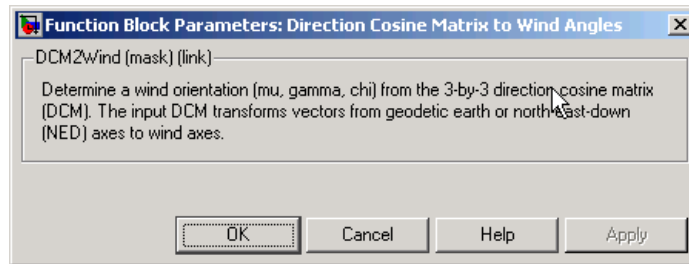 Function Block Parameters: Direction Cosine Matrix to Wind Angles
DCM2Wind (mask) (link)
Determine a wind orientation (mu, gamma, chi) from the 3-by-3 direction cosine matrix
(DCM). The input DCM transforms vectors from geodetic earth or north-east-down
(NED) axes to wind axes.
OK Cancel Help Apply